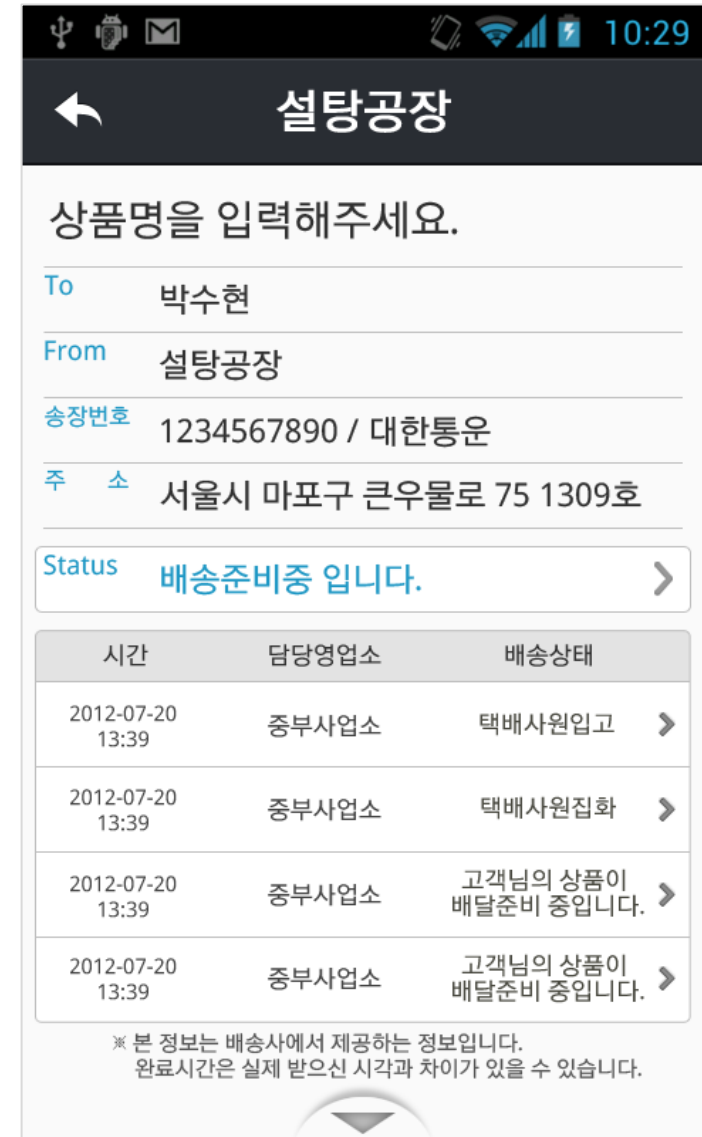 10:29
설탕공장
상품명을 입력해주세요.
To 박수현
From 설탕공장
송장번호 1234567890 / 대한통운
주 소 서울시 마포구 큰우물로 75 1309호
Status 배송준비중 입니다.
시간 담당영업소 배송상태
2012-07-20
13:39 중부사업소 택배사원입고
2012-07-20
13:39 중부사업소 택배사원집화
2012-07-20
13:39 중부사업소 고객님의 상품이
배달준비 중입니다.
2012-07-20
13:39 중부사업소 고객님의 상품이
배달준비 중입니다.
※ 본 정보는 배송사에서 제공하는 정보입니다.
완료시간은 실제 받으신 시각과 차이가 있을 수 있습니다.